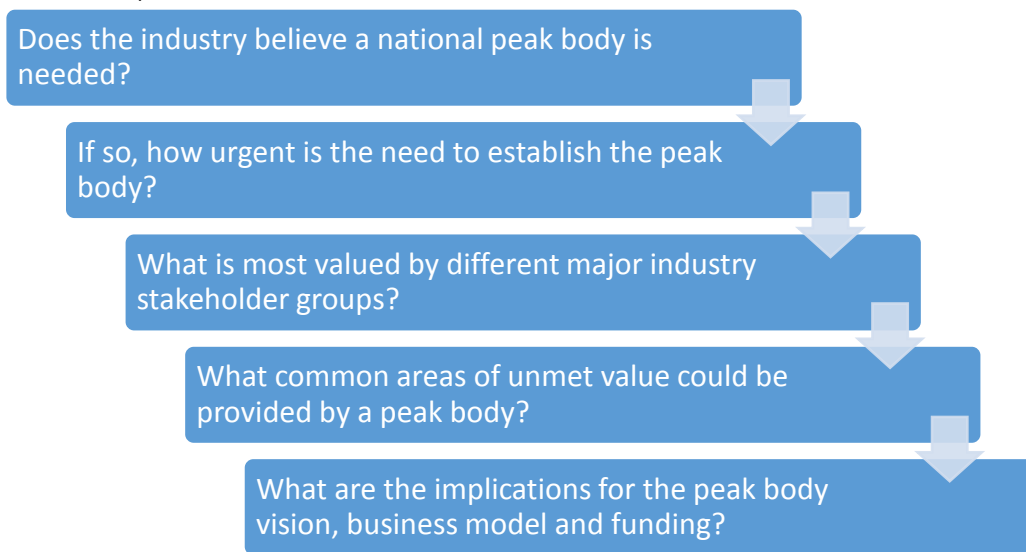 Does the industry believe a national peak body is
needed?
If so, how urgent is the need to establish the peak
body?
What is most valued by different major industry
stakeholder groups?
What common areas of unmet value could be
provided by a peak body?
What are the implications for the peak body
vision, business model and funding?